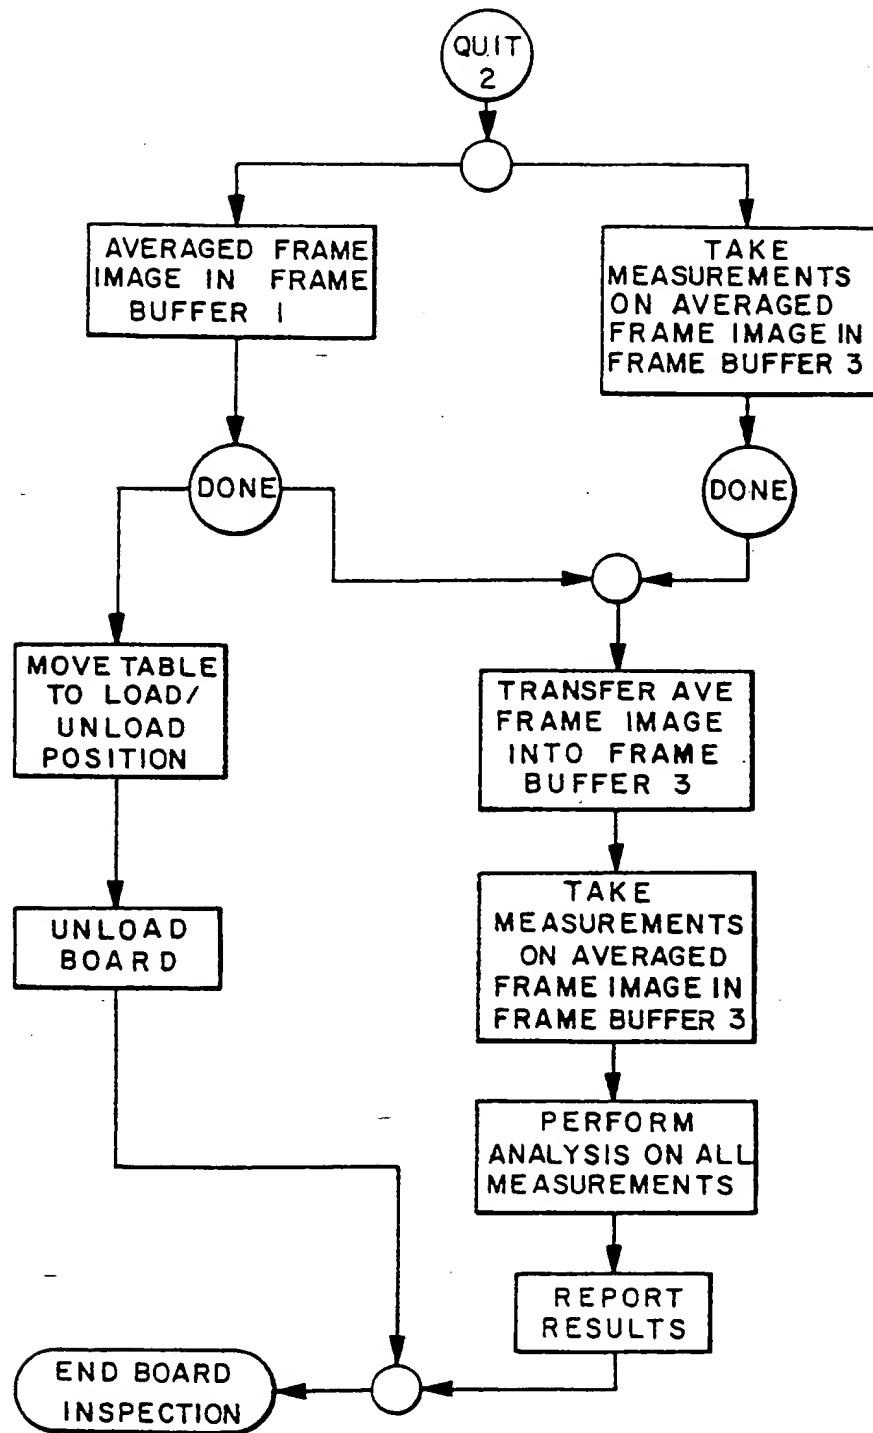 QUIT
2
AVERAGED FRAME
IMAGE IN FRAME
BUFFER 1
TAKE
MEASUREMENTS
ON AVERAGED
FRAME IMAGE IN
FRAME BUFFER 3
DONE
DONE
MOVE TABLE
TO LOAD/
UNLOAD
POSITION
TRANSFER AVE
FRAME IMAGE
INTO FRAME
BUFFER 3
UNLOAD
BOARD
TAKE
MEASUREMENTS
ON AVERAGED
FRAME IMAGE IN
FRAME BUFFER 3
PERFORM
ANALYSIS ON ALL
MEASUREMENTS
REPORT
RESULTS
END BOARD
INSPECTION